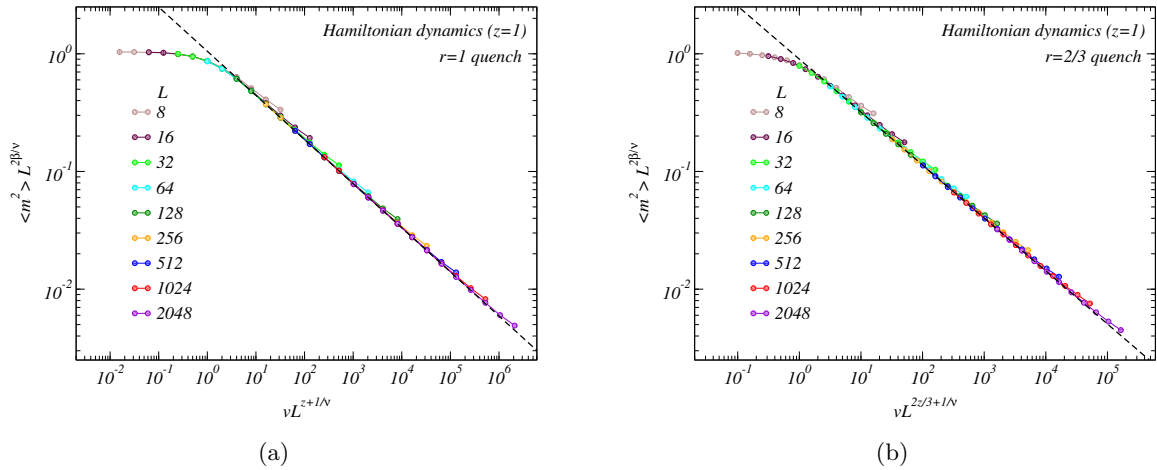 Hamiltonian dynamics (z=1)
r=1 quench
L
8
16
32
64
128
256
512
1024
2048
10^0
10^-1
10^-2
<m^2> L^{2β/ν}
10^-2 10^-1 10^0 10^1 10^2 10^3 10^4 10^5 10^6
vL^{z+1/ν}
(a)
Hamiltonian dynamics (z=1)
r=2/3 quench
L
8
16
32
64
128
256
512
1024
2048
10^0
10^-1
10^-2
<m^2> L^{2β/ν}
10^-1 10^0 10^1 10^2 10^3 10^4 10^5
vL^{2z/3+1/ν}
(b)